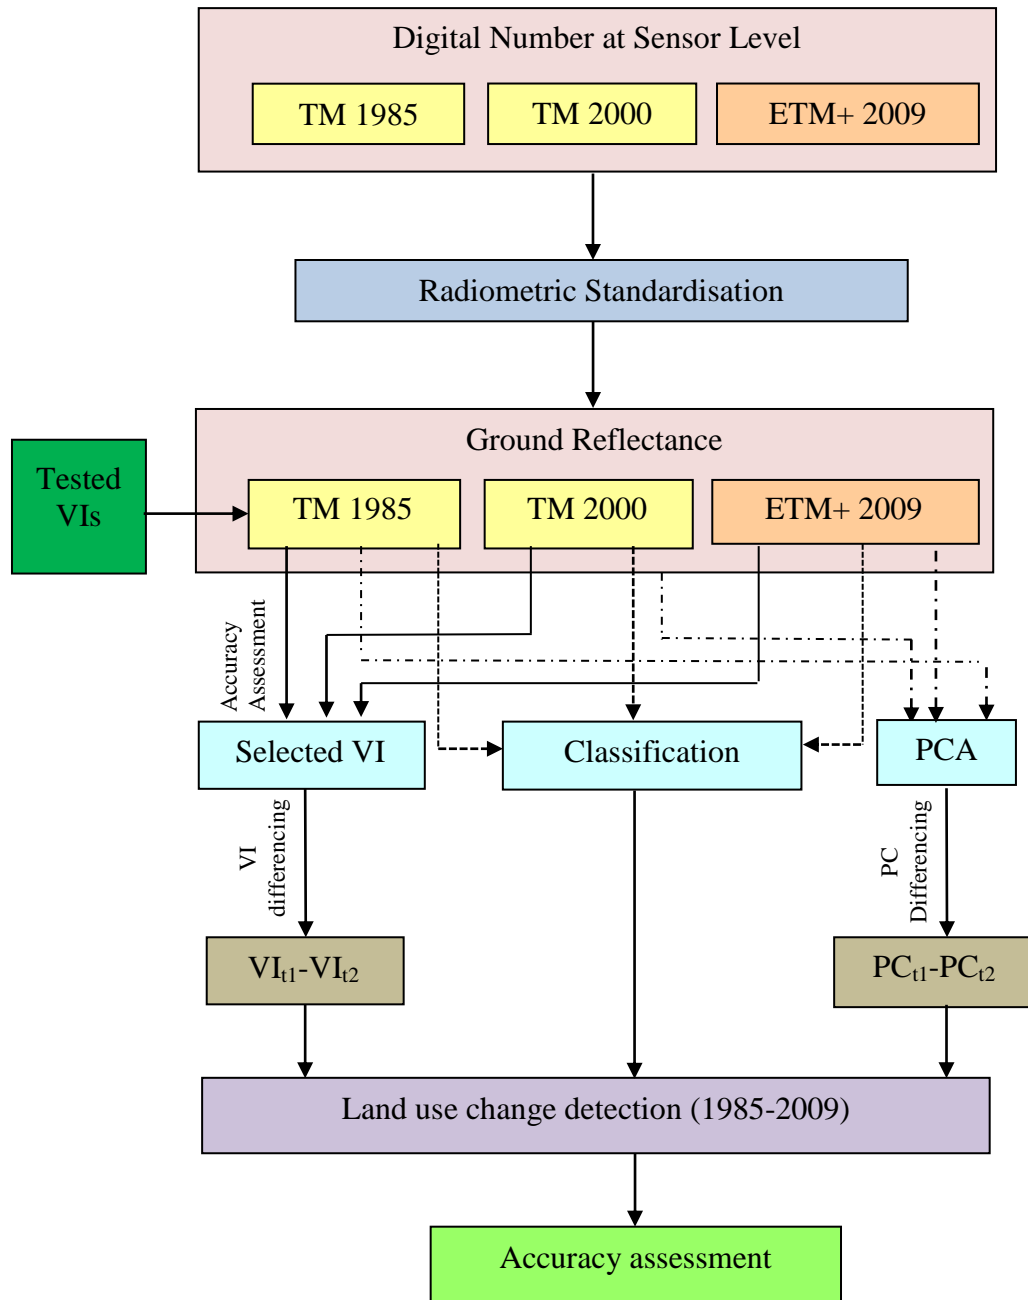 Digital Number at Sensor Level
TM 1985
TM 2000
ETM+ 2009
Radiometric Standardisation
Ground Reflectance
Tested
VIs
TM 1985
TM 2000
ETM+ 2009
Accuracy
Assessment
Selected VI
Classification
PCA
VI
differencing
PC
Differencing
VIt1-VIt2
PCt1-PCt2
Land use change detection (1985-2009)
Accuracy assessment